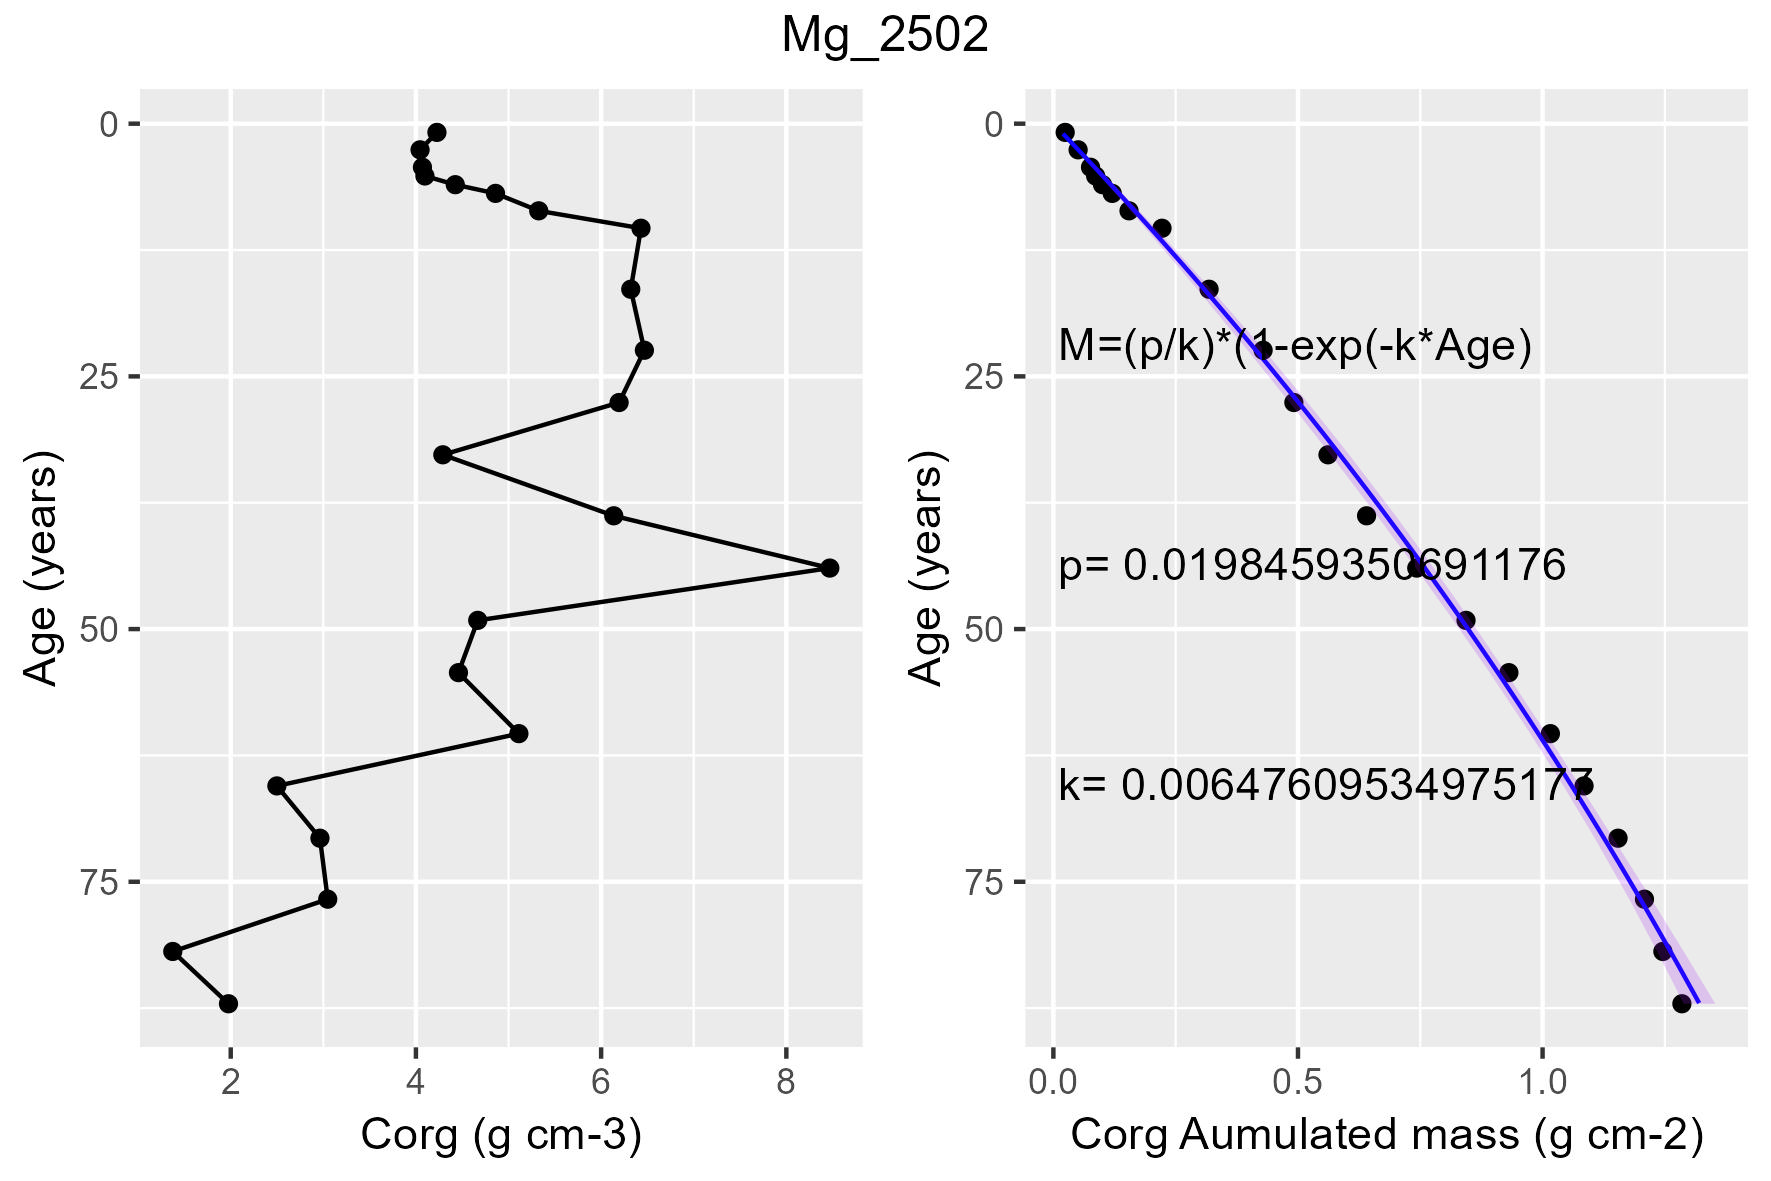 Mg_2502
0
25
50
75
Age (years)
2 4 6 8
Corg (g cm-3)
0
25
50
75
Age (years)
M=(p/k)*(1-exp(-k*Age)
p= 0.0198459350691176
k= 0.00647609534975177
0.0 0.5 1.0
Corg Aumulated mass (g cm-2)